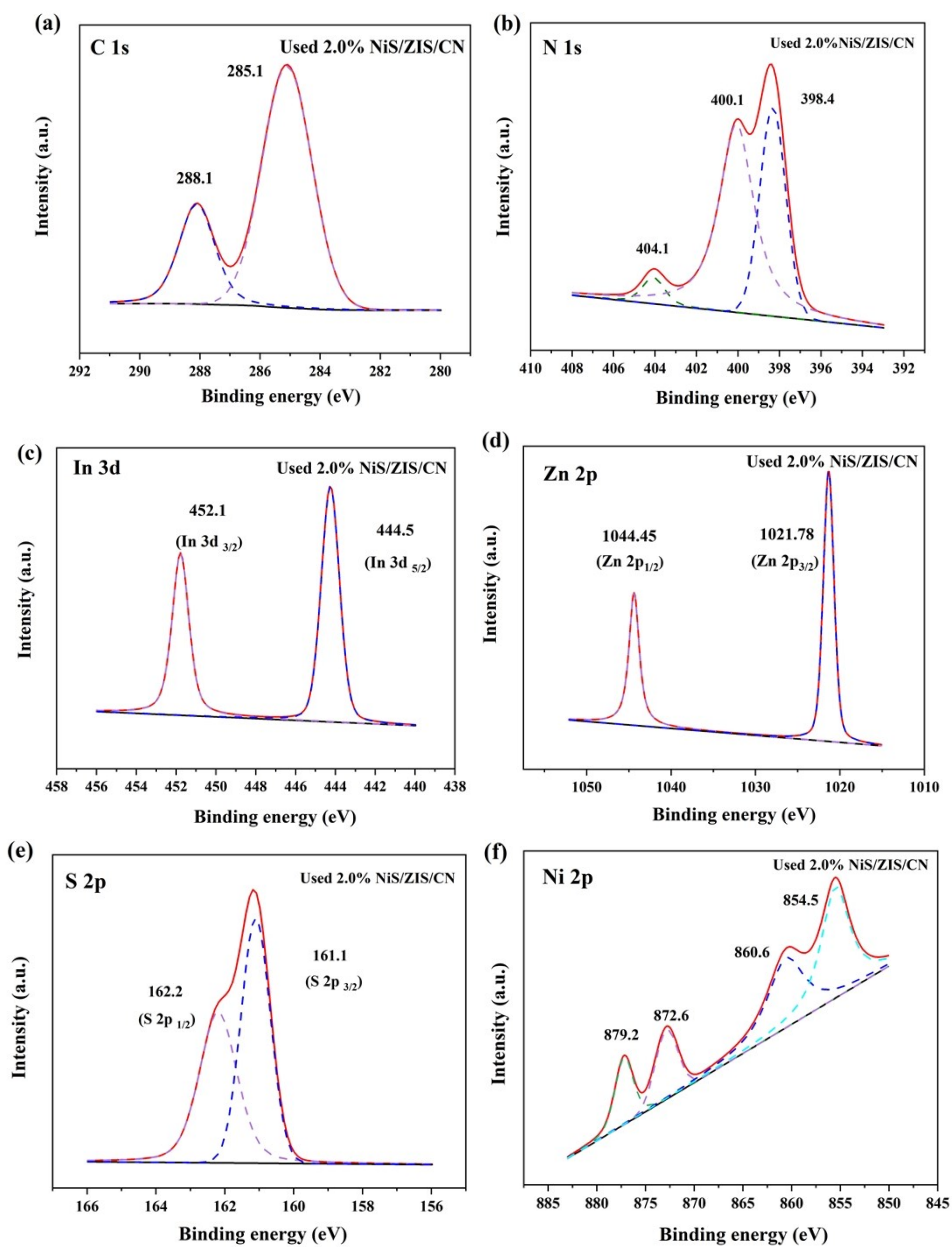 (a)
C 1s
Used 2.0% NiS/ZIS/CN
285.1
288.1
Intensity (a.u.)
292 290 288 286 284 282 280
Binding energy (eV)
(b)
N 1s
Used 2.0% NiS/ZIS/CN
400.1
398.4
404.1
Intensity (a.u.)
410 408 406 404 402 400 398 396 394 392
Binding energy (eV)
(c)
In 3d
Used 2.0% NiS/ZIS/CN
452.1
(In 3d 3/2)
444.5
(In 3d 5/2)
Intensity (a.u.)
458 456 454 452 450 448 446 444 442 440 438
Binding energy (eV)
(d)
Zn 2p
Used 2.0% NiS/ZIS/CN
1044.45
(Zn 2p1/2)
1021.78
(Zn 2p3/2)
Intensity (a.u.)
1050 1040 1030 1020 1010
Binding energy (eV)
(e)
S 2p
Used 2.0% NiS/ZIS/CN
161.1
(S 2p 3/2)
162.2
(S 2p 1/2)
Intensity (a.u.)
166 164 162 160 158 156
Binding energy (eV)
(f)
Ni 2p
Used 2.0% NiS/ZIS/CN
854.5
860.6
872.6
879.2
Intensity (a.u.)
885 880 875 870 865 860 855 850 845
Binding energy (eV)